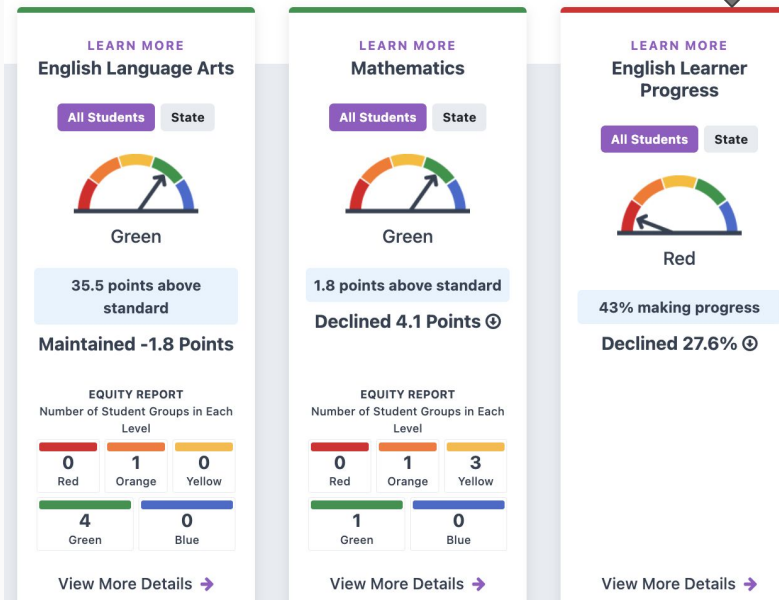 LEARN MORE
English Language Arts
All Students State
Green
35.5 points above
standard
Maintained -1.8 Points
EQUITY REPORT
Number of Student Groups in Each
Level
0 1 0
Red Orange Yellow
4 0
Green Blue
View More Details
LEARN MORE
Mathematics
All Students State
Green
1.8 points above standard
Declined 4.1 Points
EQUITY REPORT
Number of Student Groups in Each
Level
0 1 3
Red Orange Yellow
1 0
Green Blue
View More Details
LEARN MORE
English Learner
Progress
All Students State
Red
43% making progress
Declined 27.6%
View More Details